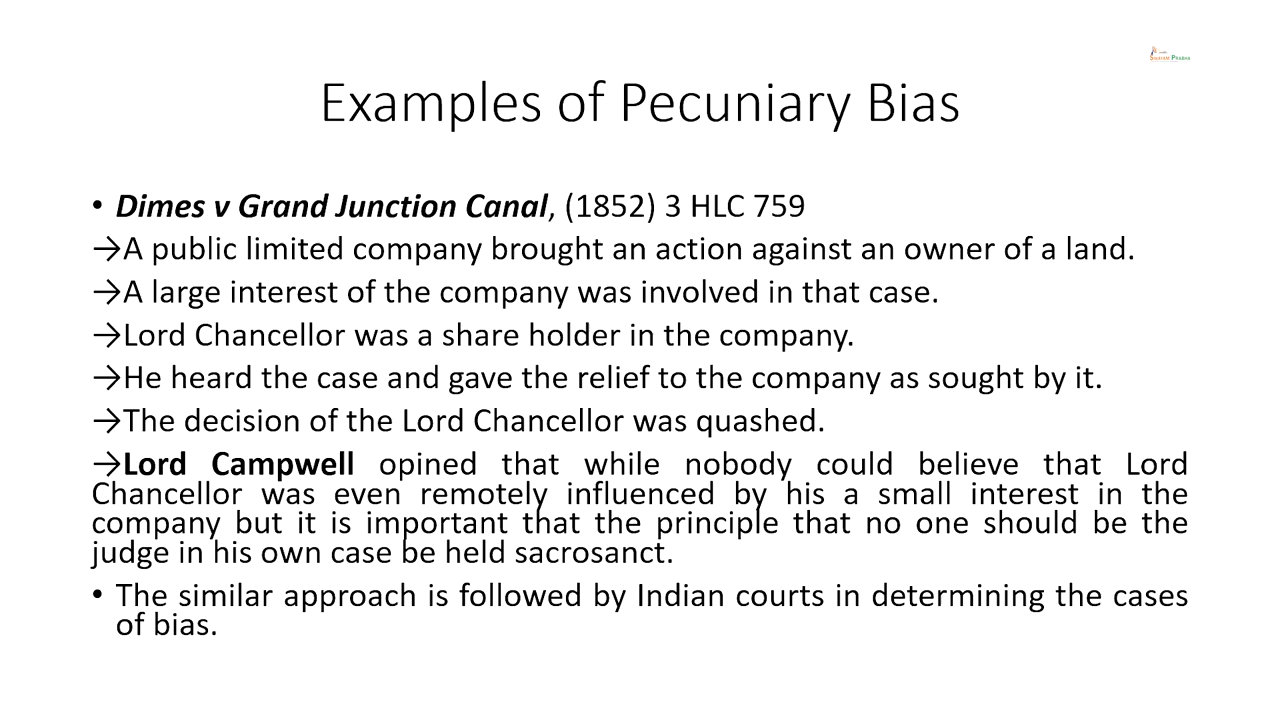 SWAYAM PRABHA
Examples of Pecuniary Bias
• Dimes v Grand Junction Canal, (1852) 3 HLC 759
→A public limited company brought an action against an owner of a land.
→A large interest of the company was involved in that case.
→Lord Chancellor was a share holder in the company.
→He heard the case and gave the relief to the company as sought by it.
→The decision of the Lord Chancellor was quashed.
→Lord Campwell opined that while nobody could believe that Lord
Chancellor was even remotely influenced by his a small interest in the
company but it is important that the principle that no one should be the
judge in his own case be held sacrosanct.
• The similar approach is followed by Indian courts in determining the cases
of bias.